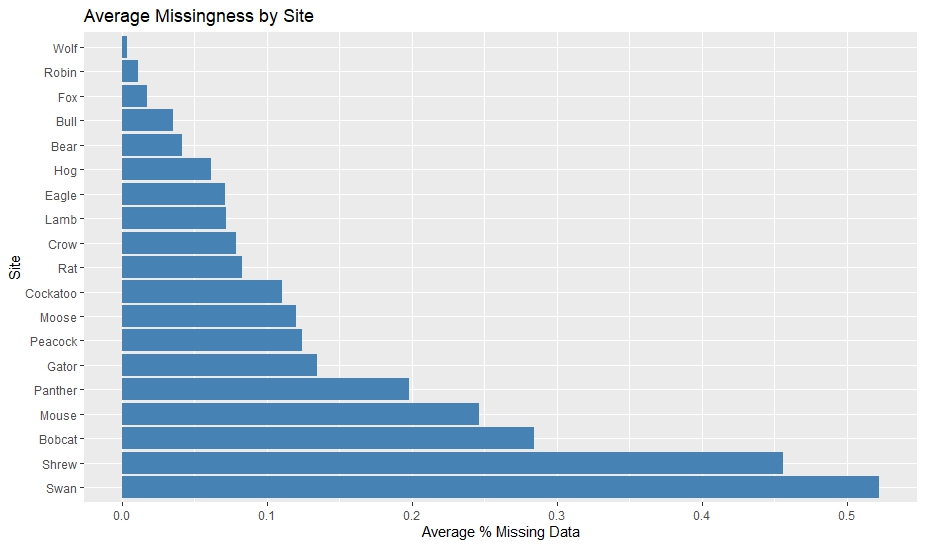 Average Missingness by Site
Wolf
Robin
Fox
Bull
Bear
Hog
Eagle
Lamb
Crow
Rat
Cockatoo
Moose
Peacock
Gator
Panther
Mouse
Bobcat
Shrew
Swan
Site
0.0 0.1 0.2 0.3 0.4 0.5
Average % Missing Data